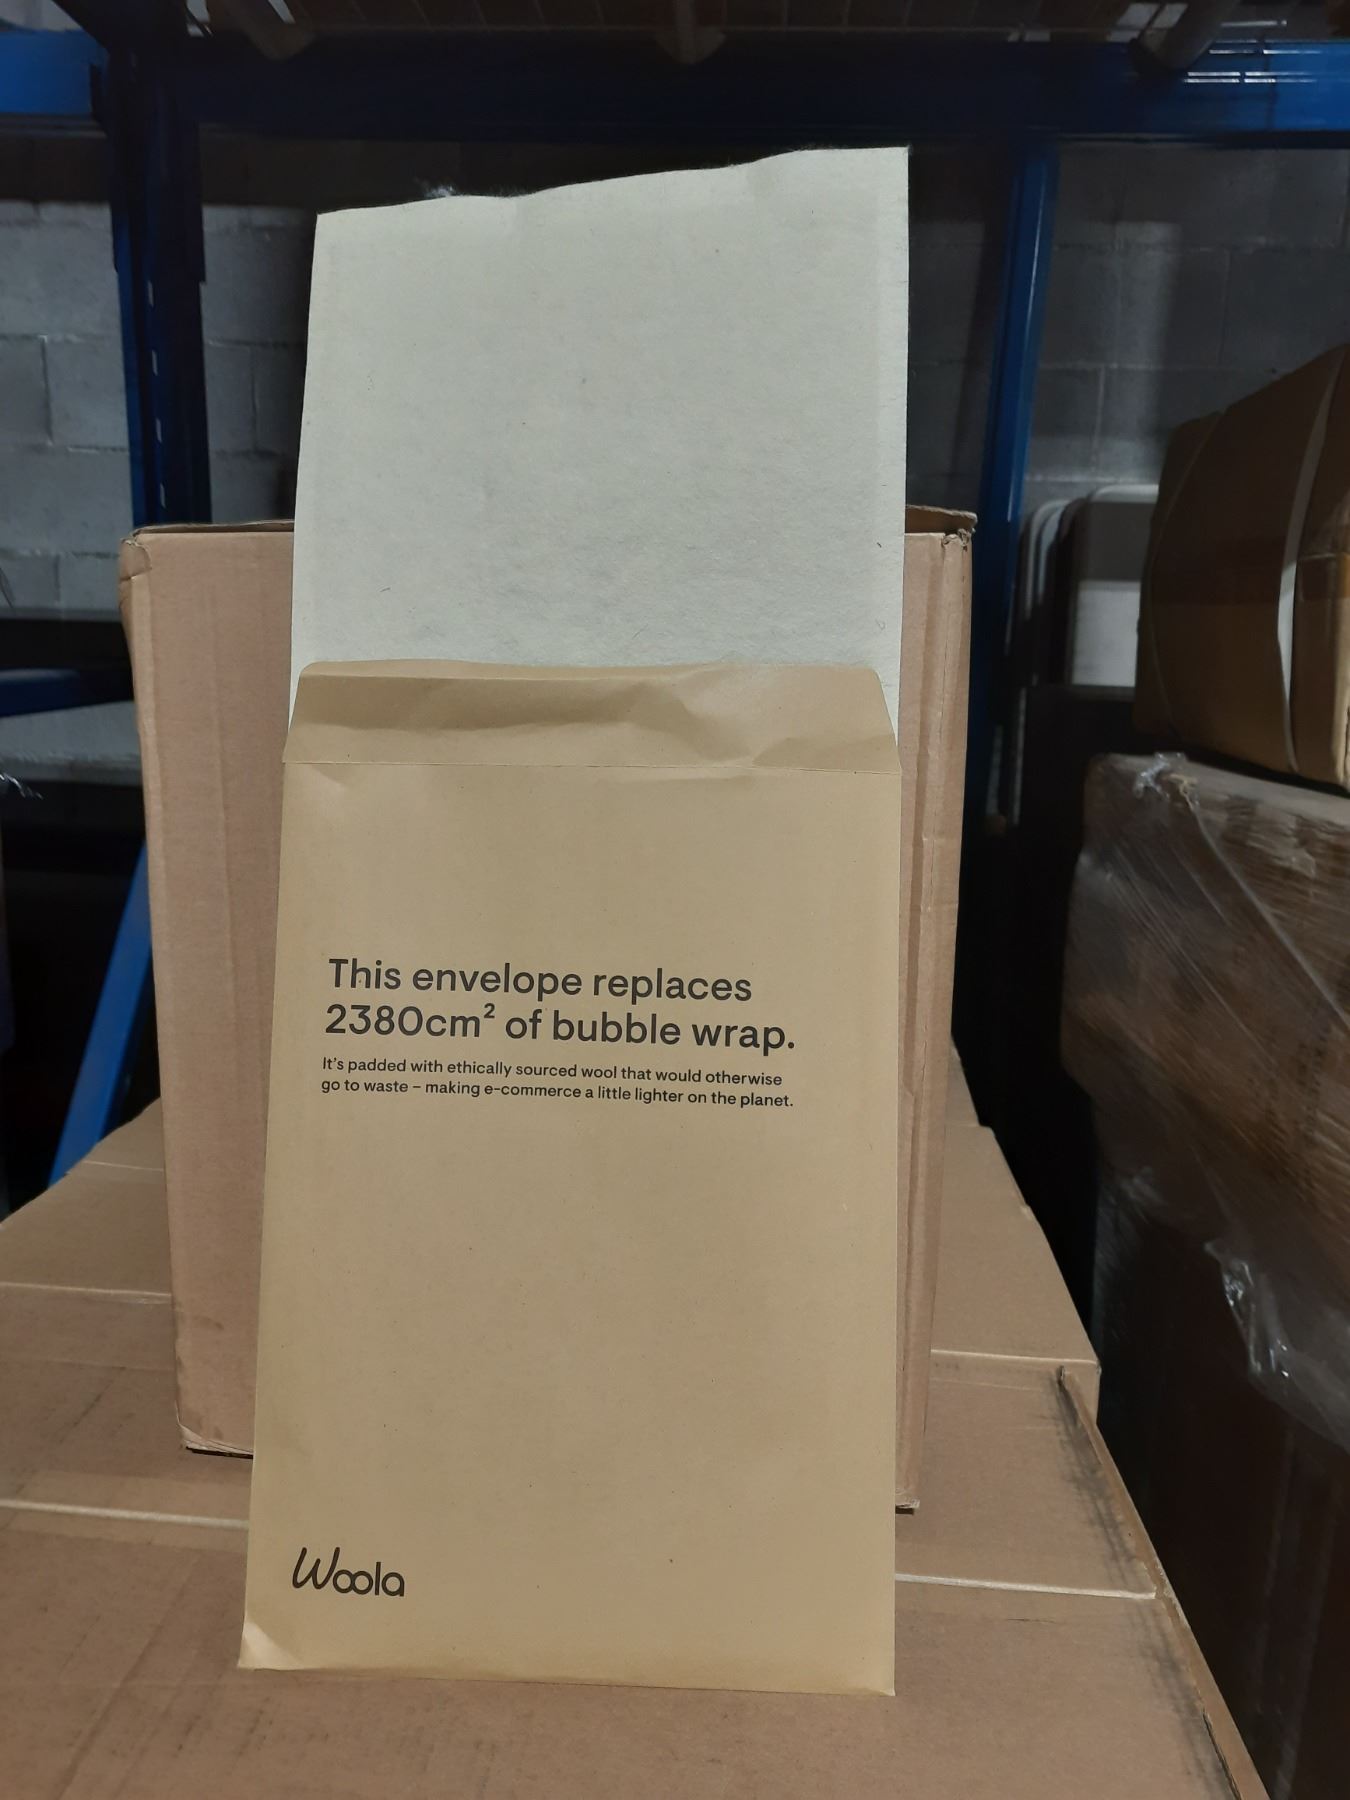 This envelope replaces
2380cm² of bubble wrap.
It's padded with ethically sourced wool that would otherwise
go to waste – making e-commerce a little lighter on the planet.
Woola